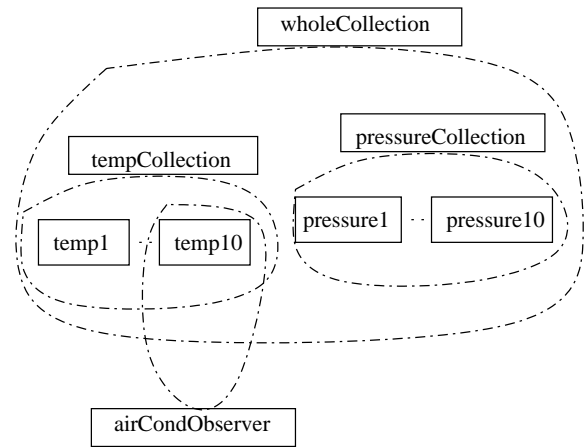 wholeCollection
pressureCollection
tempCollection
temp1 .. temp10
pressure1 .. pressure10
airCondObserver